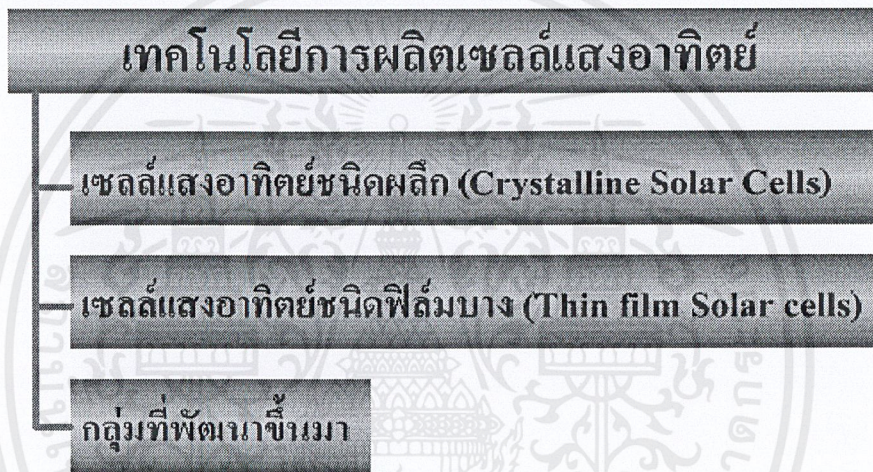 เทคโนโลยีการผลิตเซลล์แสงอาทิตย์
เซลล์แสงอาทิตย์ชนิดผลึก (Crystalline Solar Cells)
เซลล์แสงอาทิตย์ชนิดฟิล์มบาง (Thin film Solar cells)
กลุ่มที่พัฒนาขึ้นมา